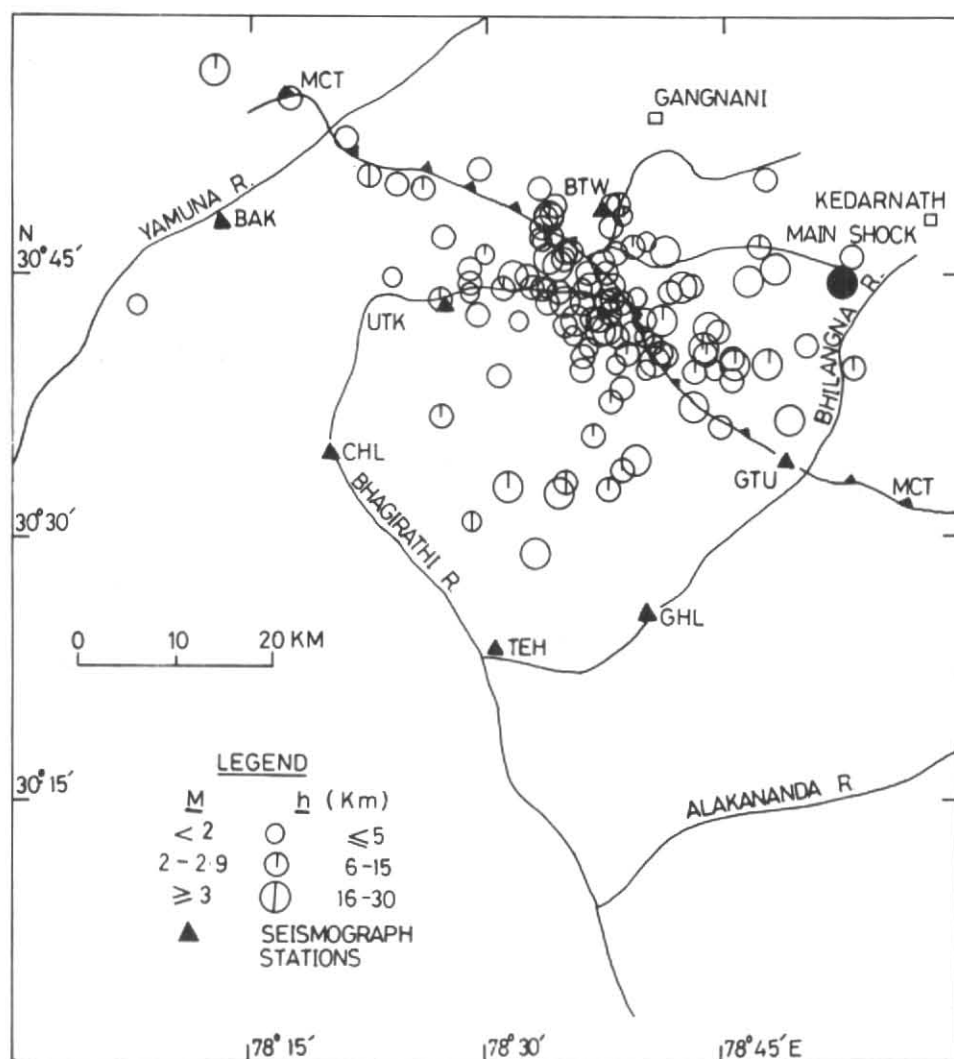 MCT
GANGNANI
BTW
YAMUNA R.
BAK
KEDARNATH
MAIN SHOCK
N
30° 45′
UTK
BHILANGNA R.
CHL
GTU
MCT
BHAGIRATHI R
30° 30′
0 10 20 KM
GHL
TEH
LEGEND
M h (Km)
< 2 ⩽ 5
2 - 2·9 6-15
⩾ 3 16-30
SEISMOGRAPH
STATIONS
30° 15′
ALAKANANDA R
78° 15′ 78° 30′ 78° 45′ E